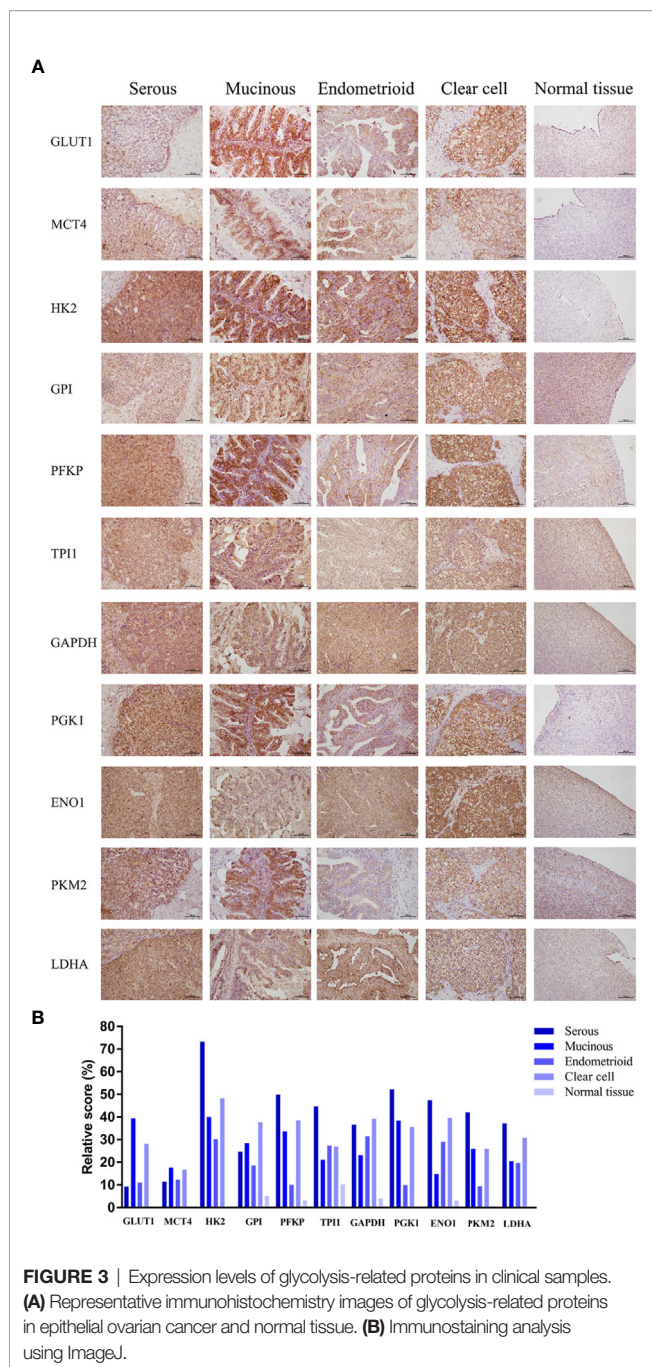 A
Serous Mucinous Endometrioid Clear cell Normal tissue
GLUT1
MCT4
HK2
GPI
PFKP
TPI1
GAPDH
PGK1
ENO1
PKM2
LDHA
B
Relative score (%)
80
70
60
50
40
30
20
10
0
GLUT1 MCT4 HK2 GPI PFKP TPI1 GAPDH PGK1 ENO1 PKM2 LDHA
Serous
Mucinous
Endometrioid
Clear cell
Normal tissue
FIGURE 3 | Expression levels of glycolysis-related proteins in clinical samples.
(A) Representative immunohistochemistry images of glycolysis-related proteins
in epithelial ovarian cancer and normal tissue. (B) Immunostaining analysis
using ImageJ.